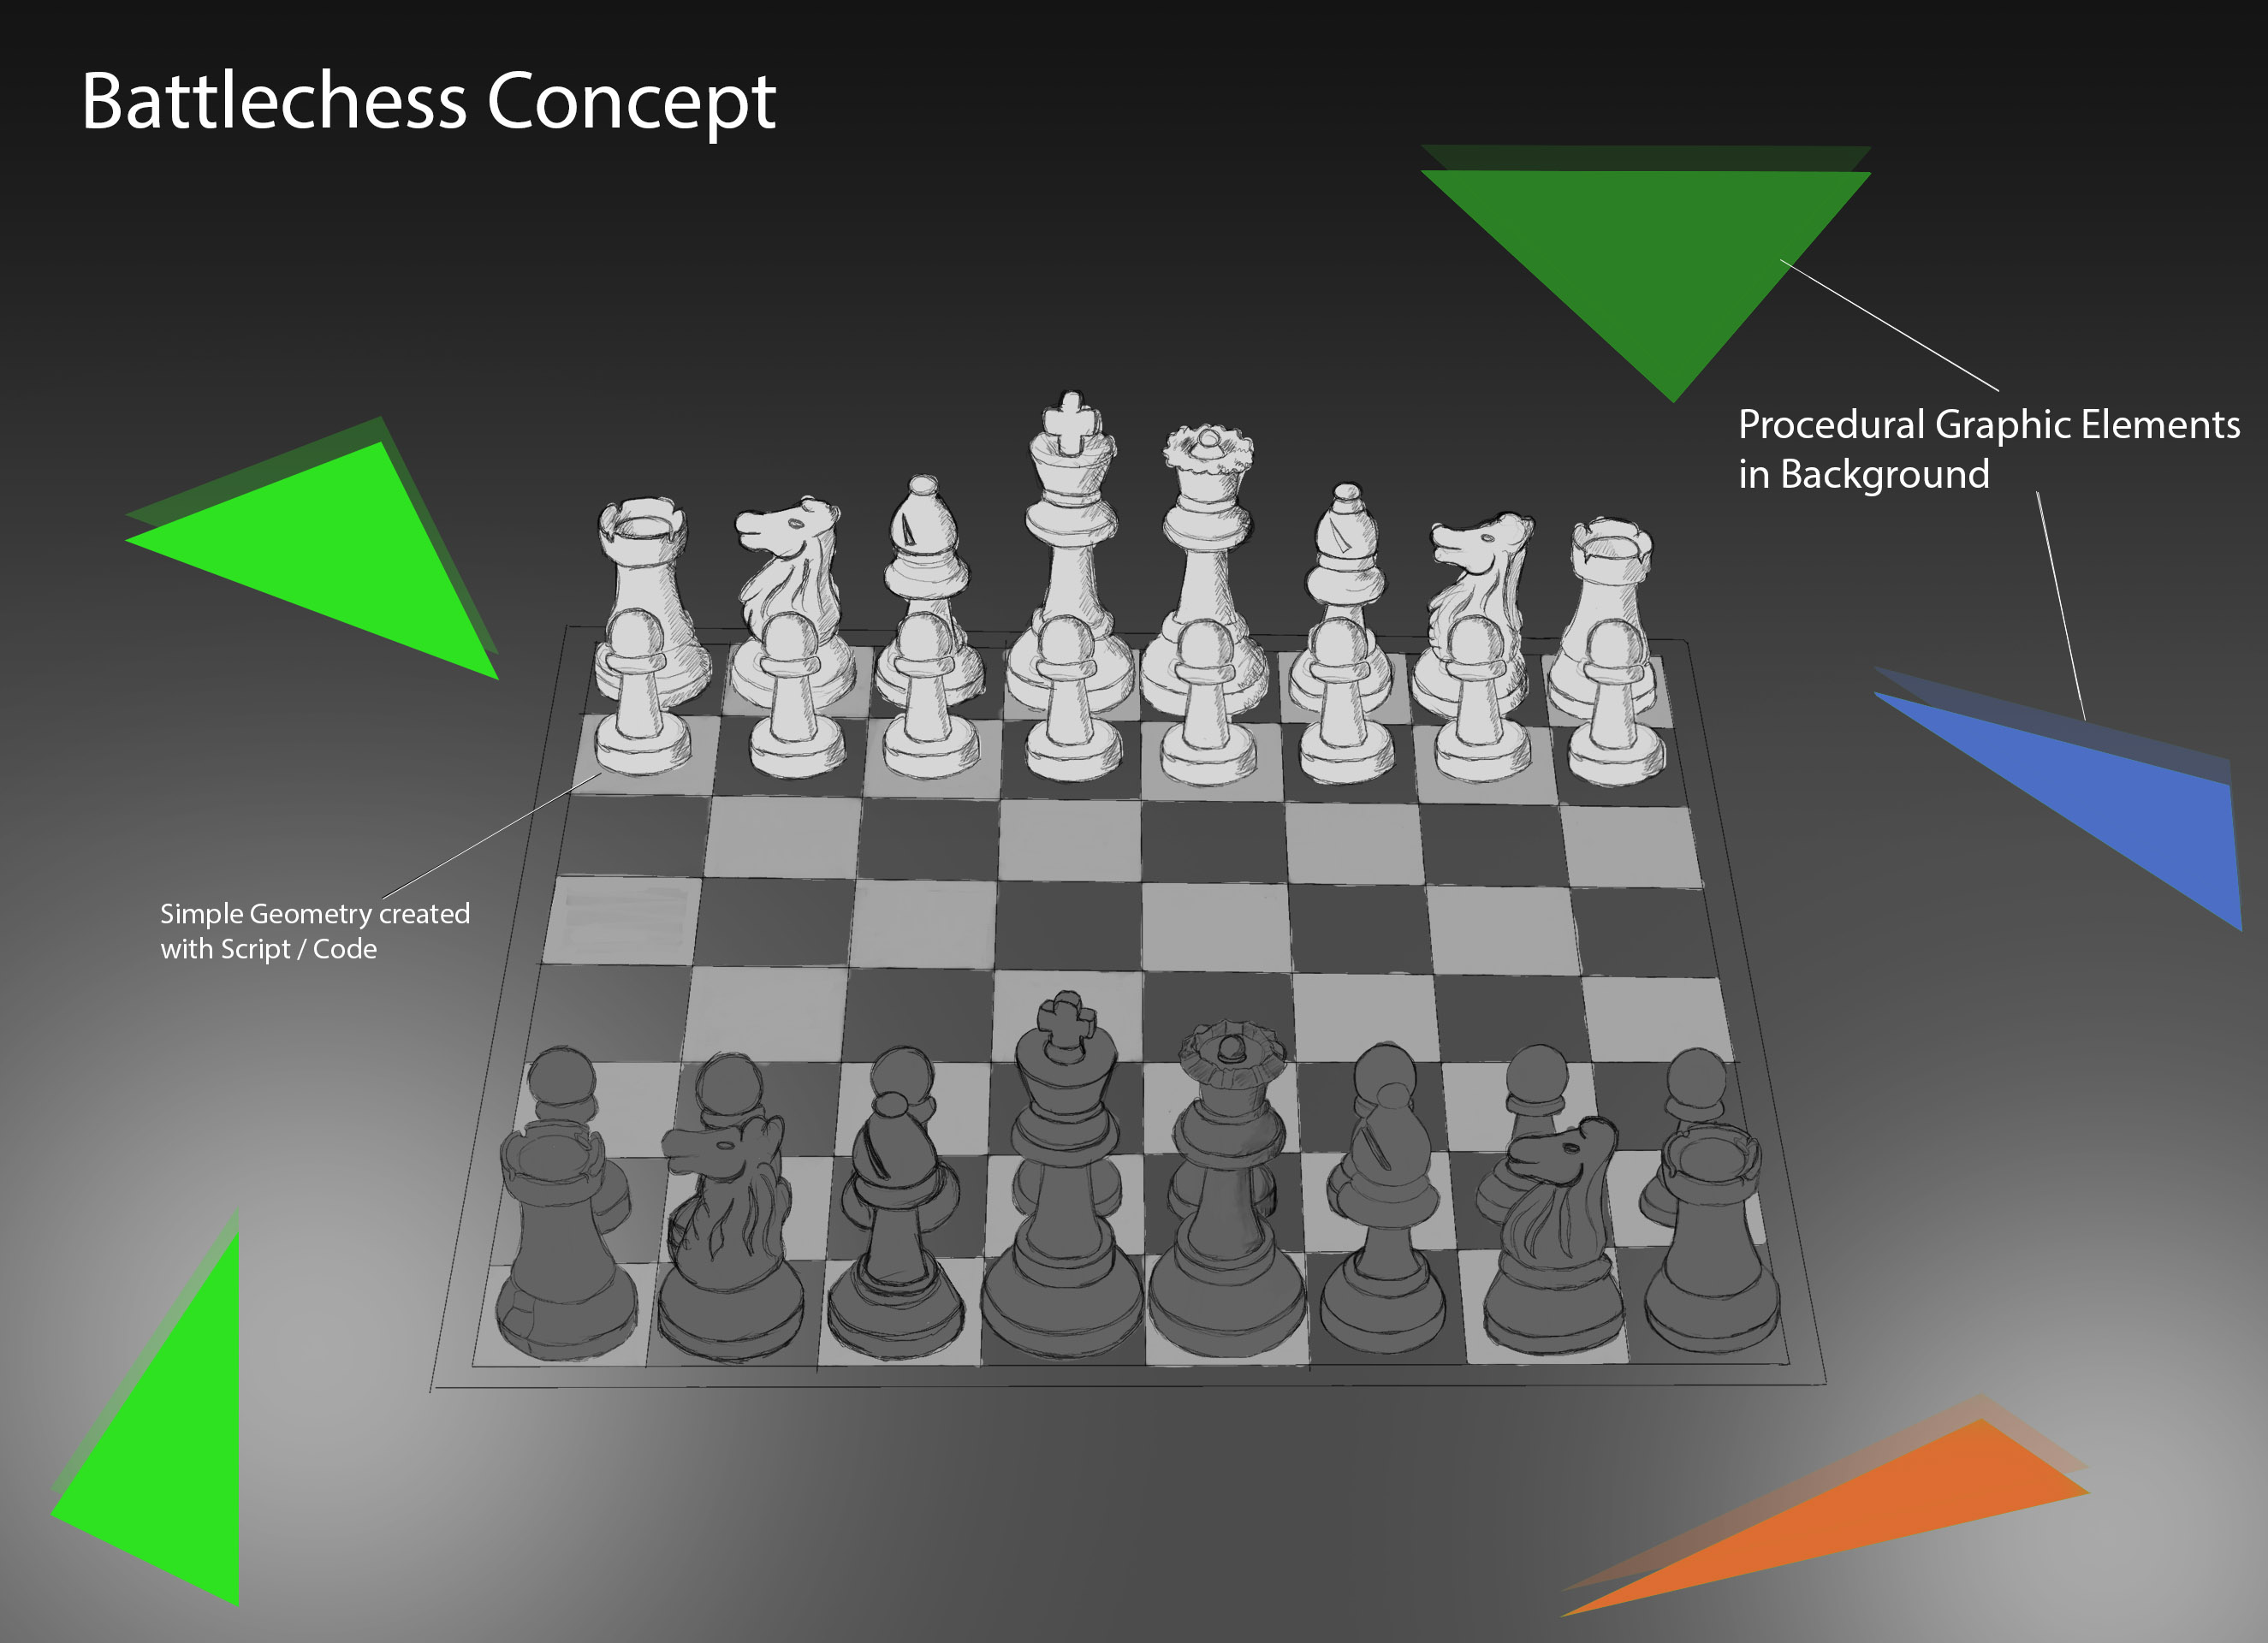 Battlechess Concept
Procedural Graphic Elements
in Background
Simple Geometry created
with Script / Code